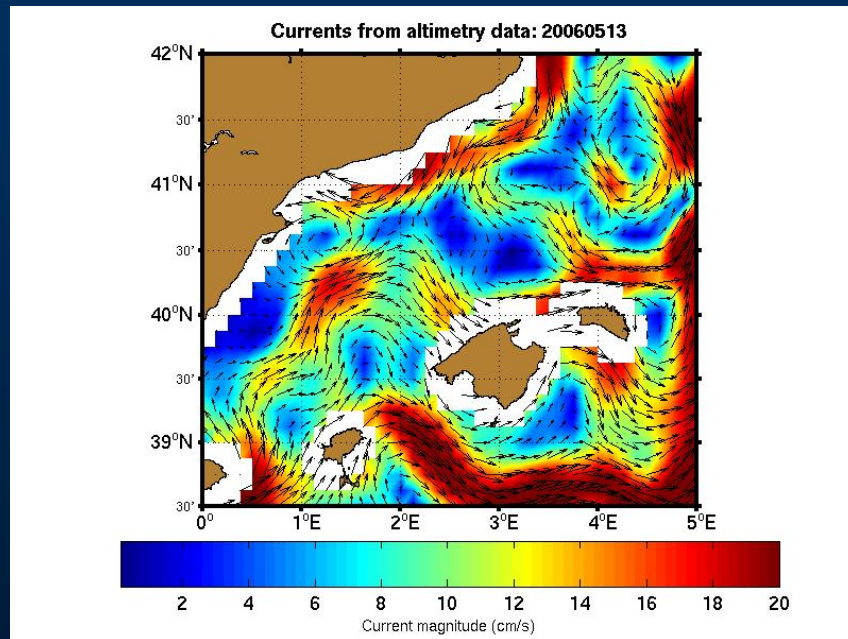 Currents from altimetry data: 20060513
42°N
30'
41°N
30'
40°N
30'
39°N
30'
0° 1°E 2°E 3°E 4°E 5°E
2 4 6 8 10 12 14 16 18 20
Current magnitude (cm/s)